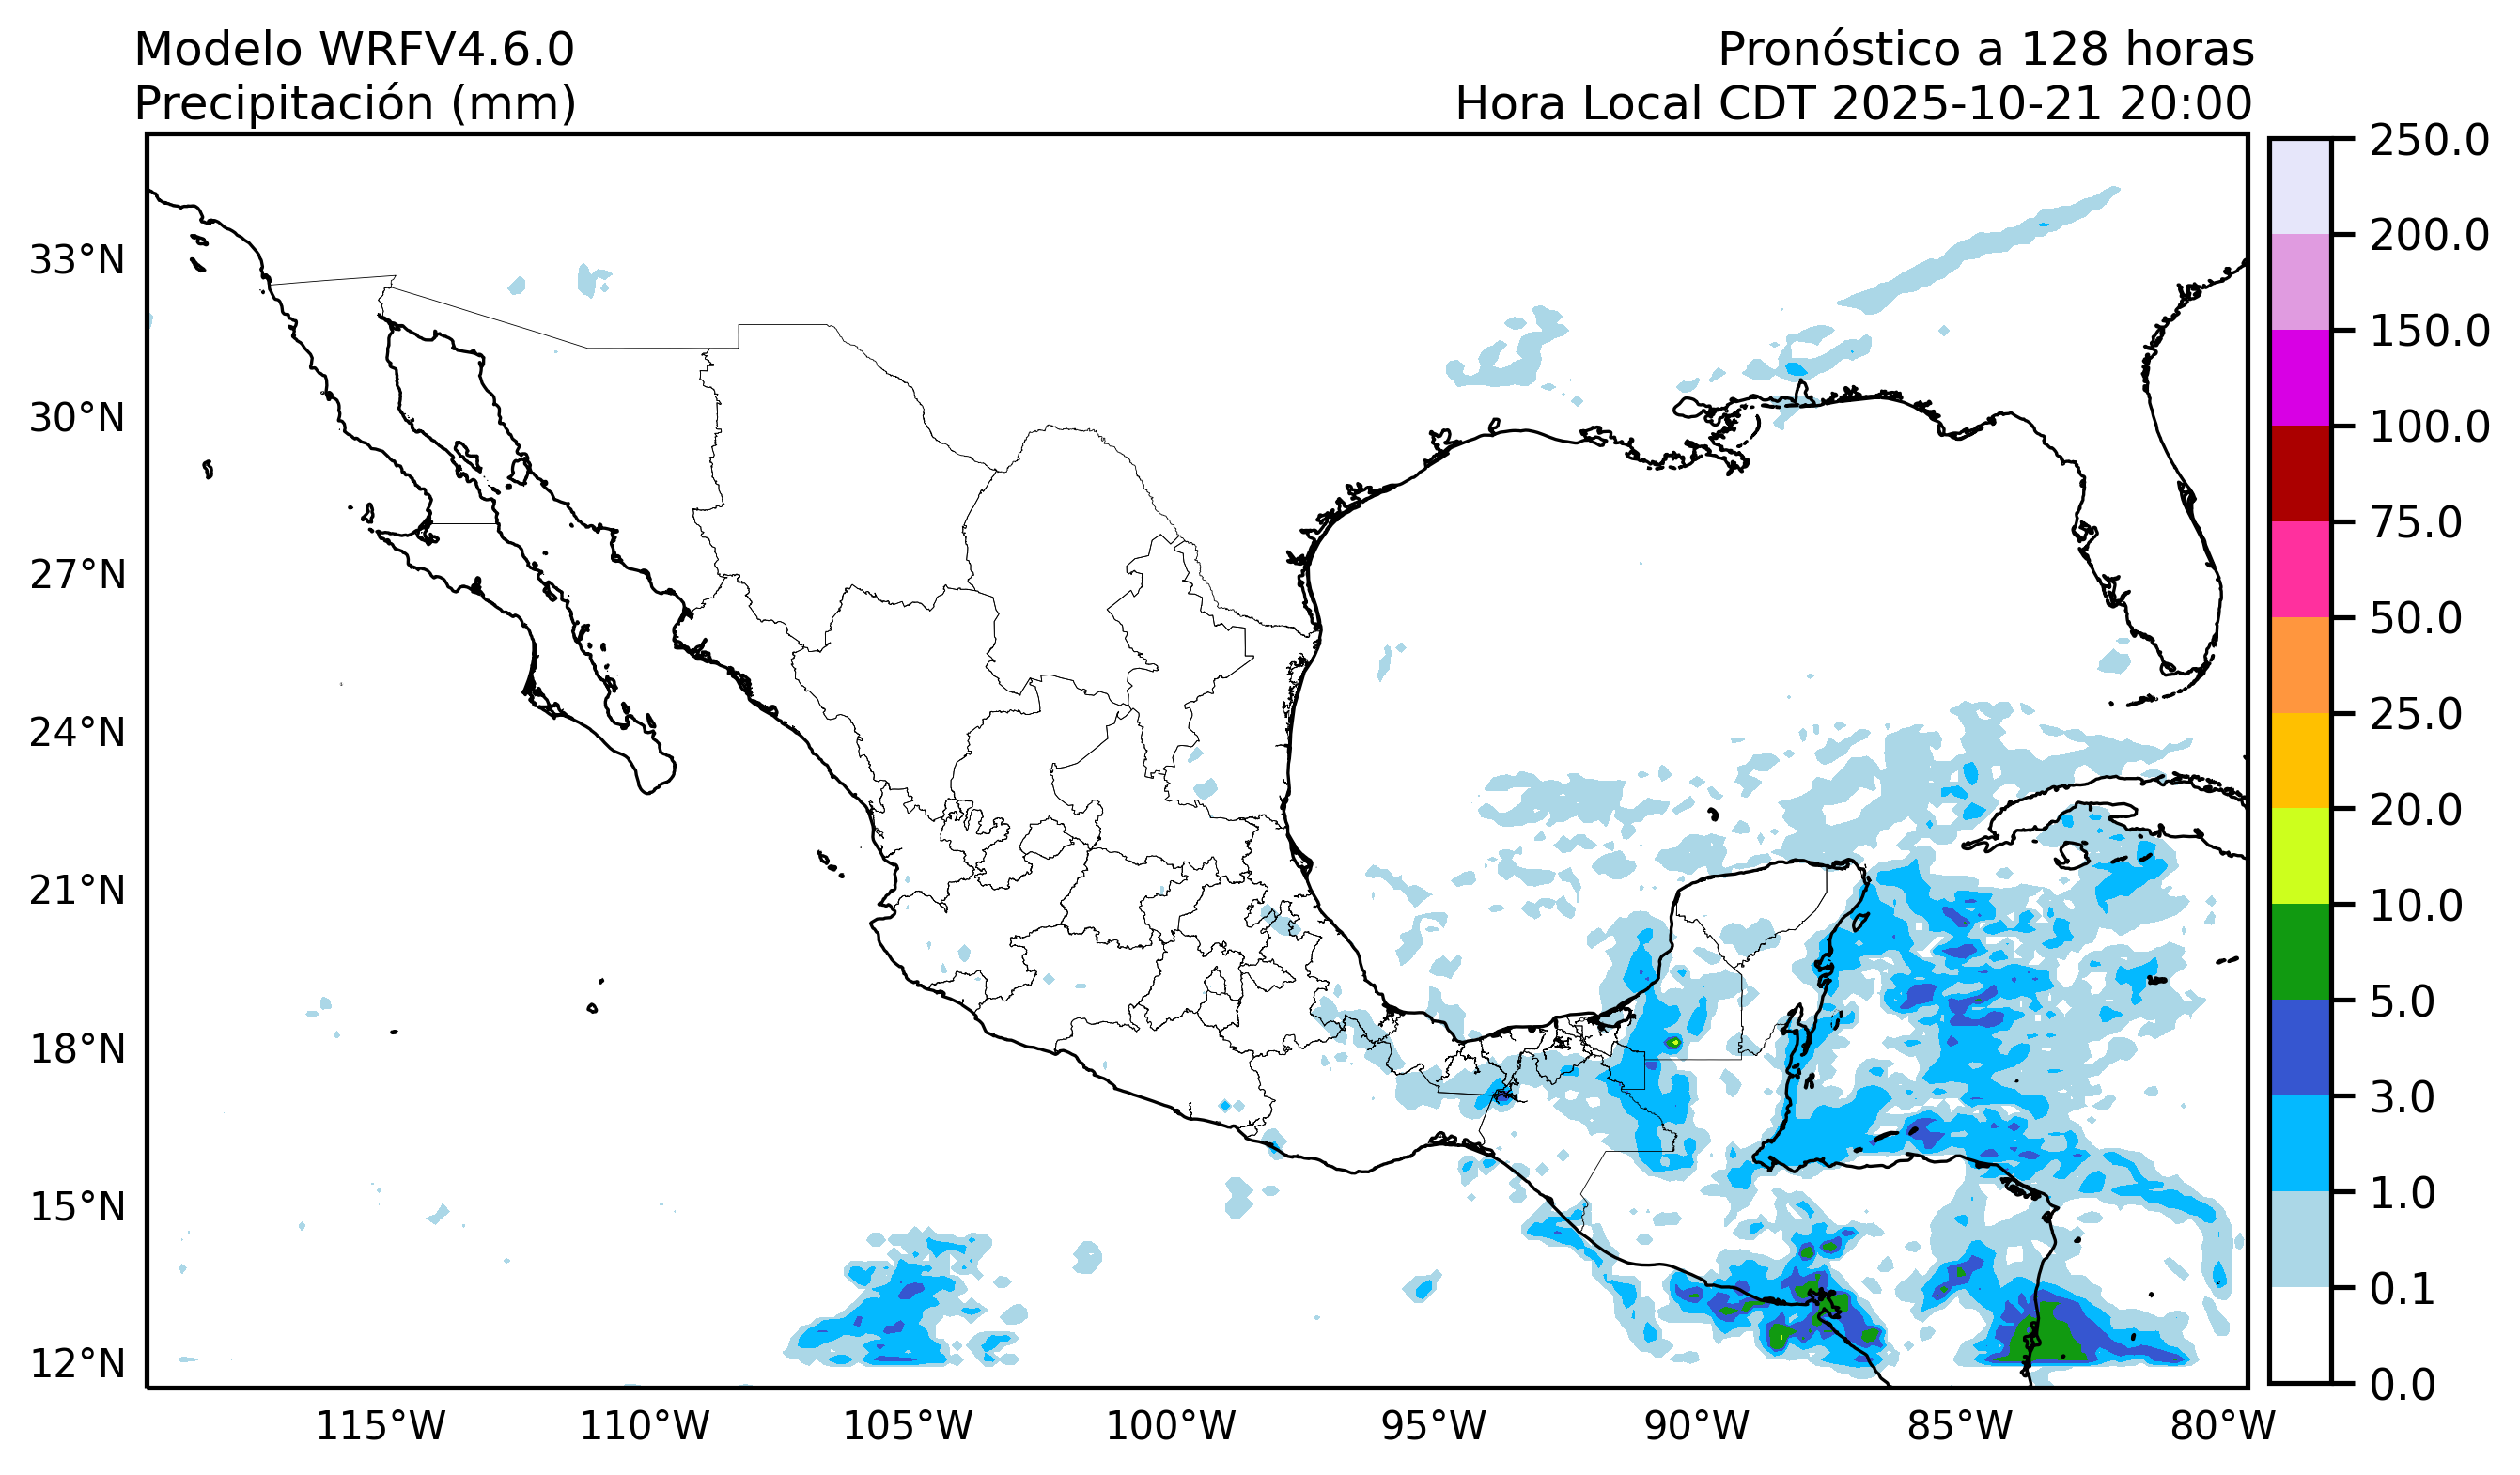 Modelo WRFV4.6.0
Precipitación (mm)
Pronóstico a 128 horas
Hora Local CDT 2025-10-21 20:00
33°N
30°N
27°N
24°N
21°N
18°N
15°N
12°N
115°W
110°W
105°W
100°W
95°W
90°W
85°W
80°W
250.0
200.0
150.0
100.0
75.0
50.0
25.0
20.0
10.0
5.0
3.0
1.0
0.1
0.0